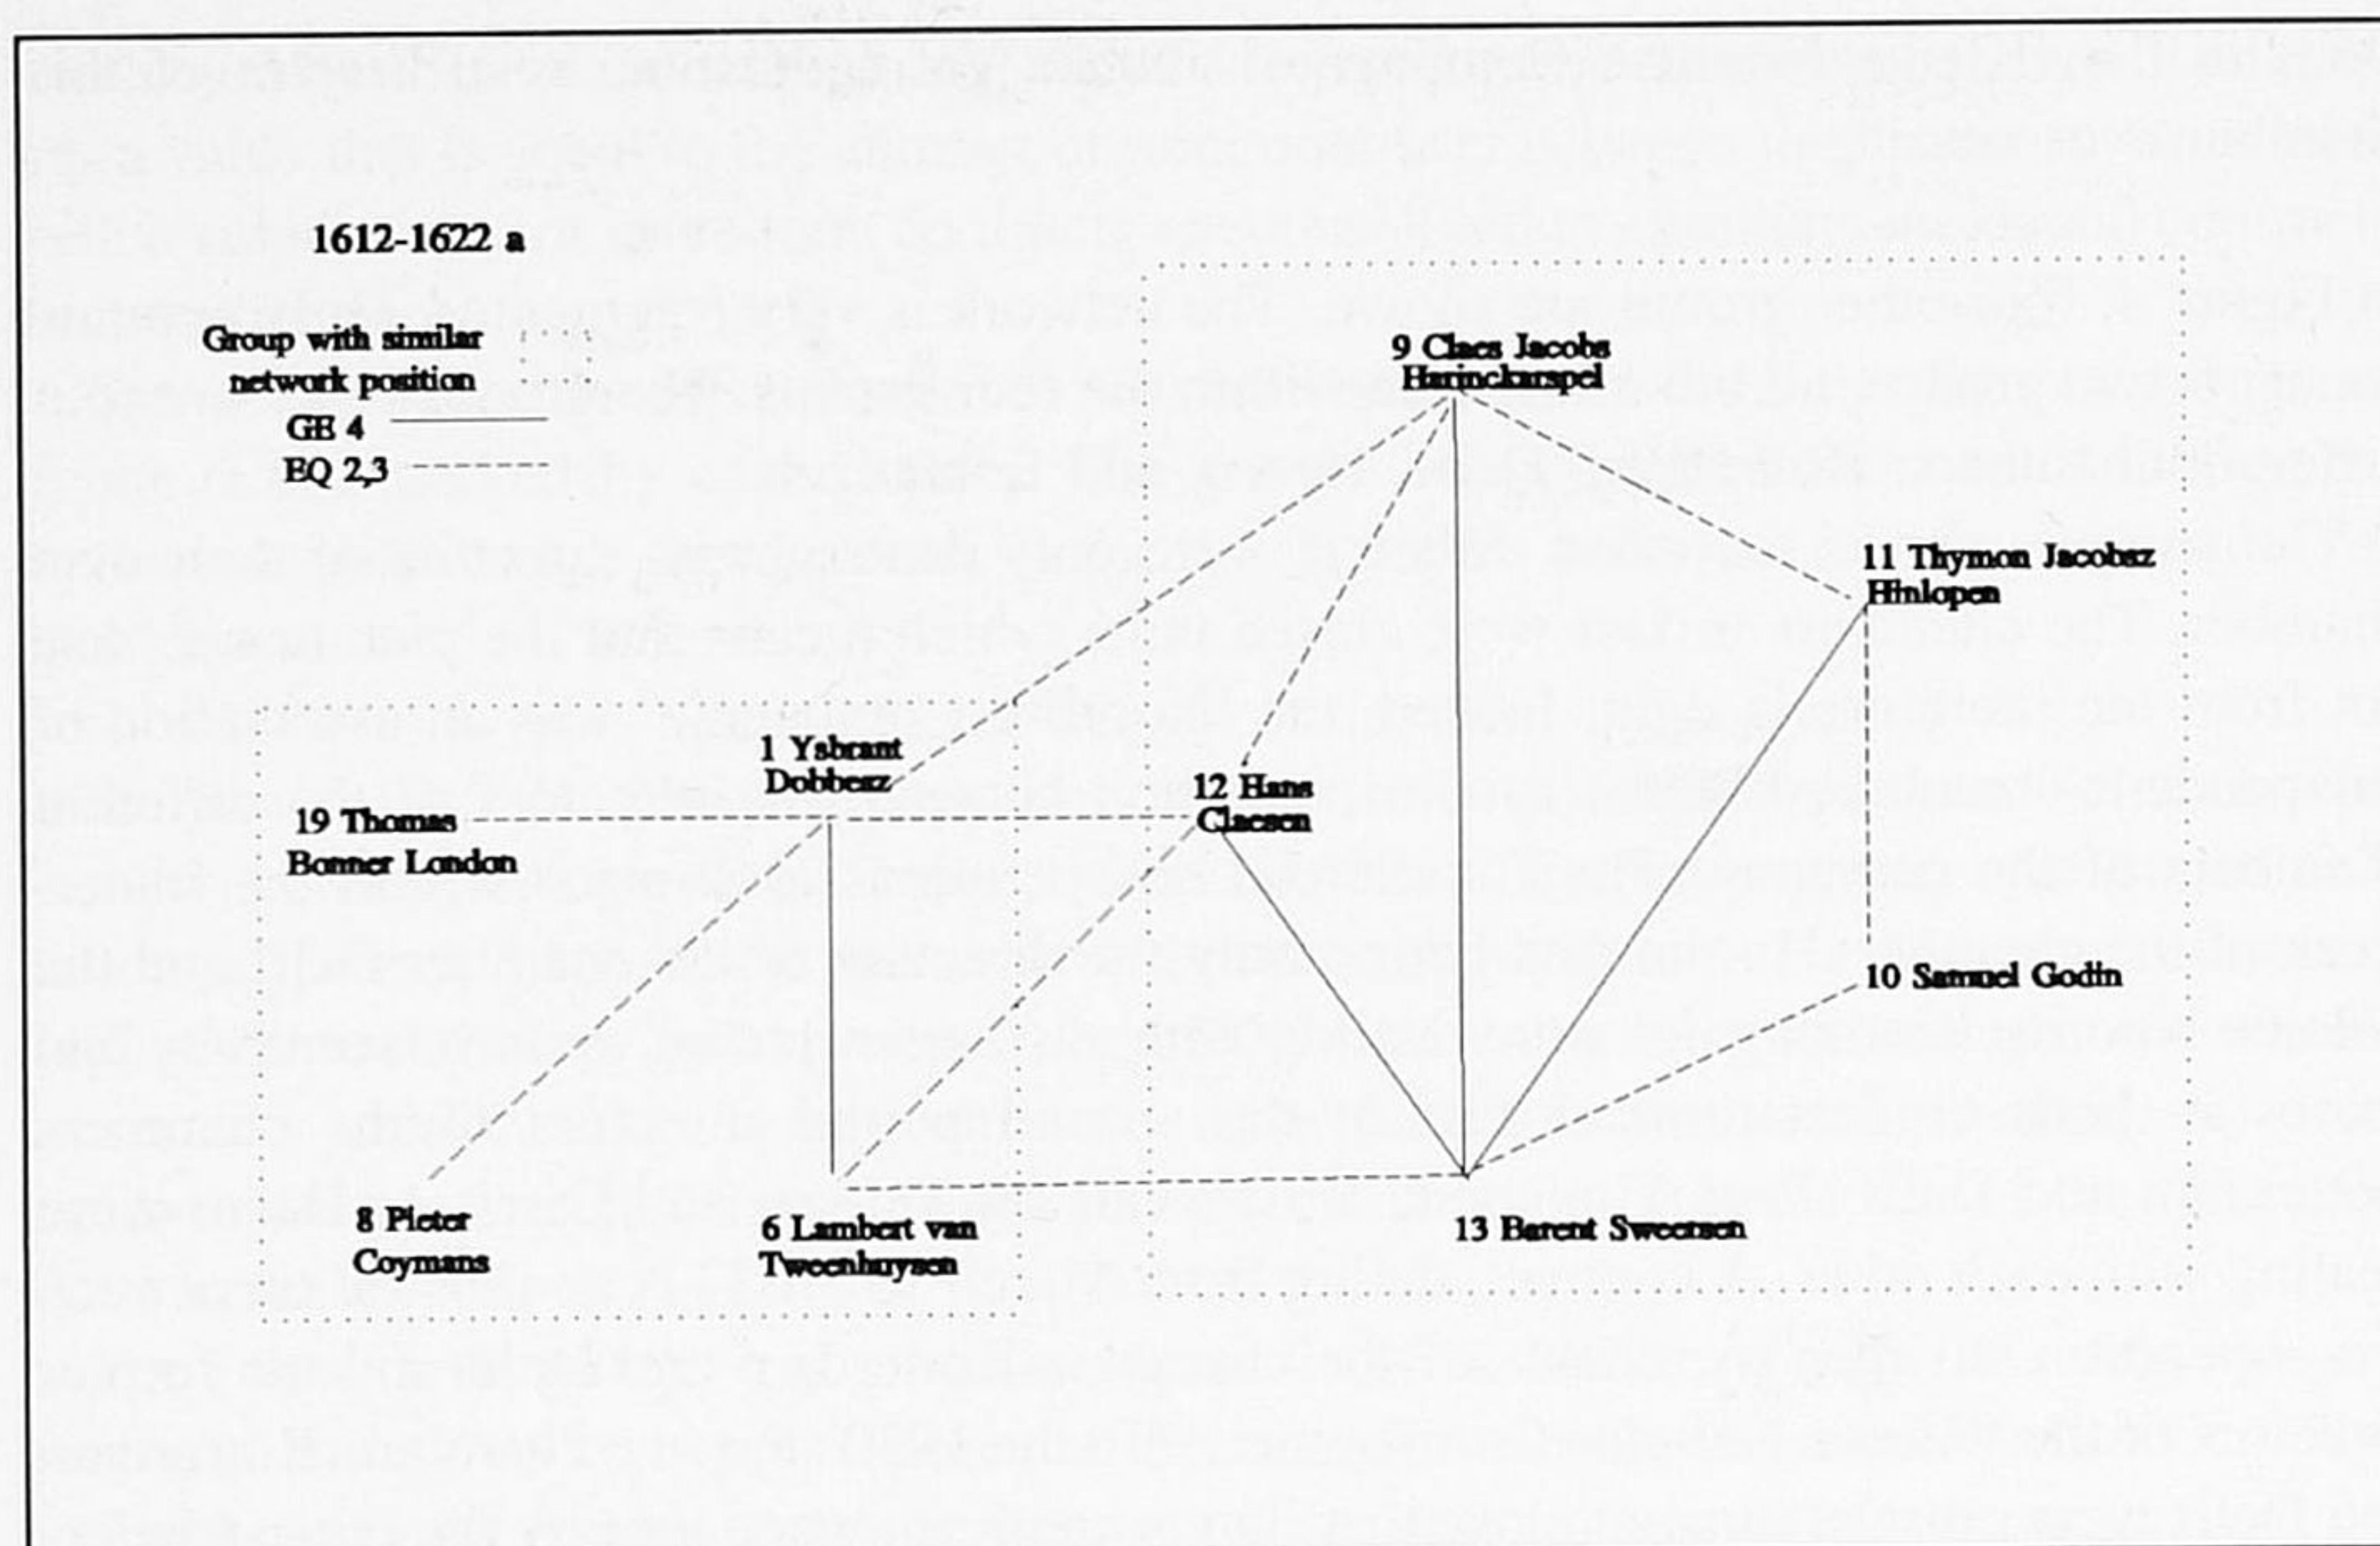 1612-1622 a
Group with similar
network position
GE 4
EQ 2,3
9 Claes Jacobs
Harinckarspel
11 Thymon Jacobsz
Hinlopen
1 Ysbrant
Dobbesz
12 Hans
Claesen
19 Thomas
Bonner London
10 Samuel Godin
8 Pieter
Coymans
6 Lambert van
Tweenhuysen
13 Barent Sweersen